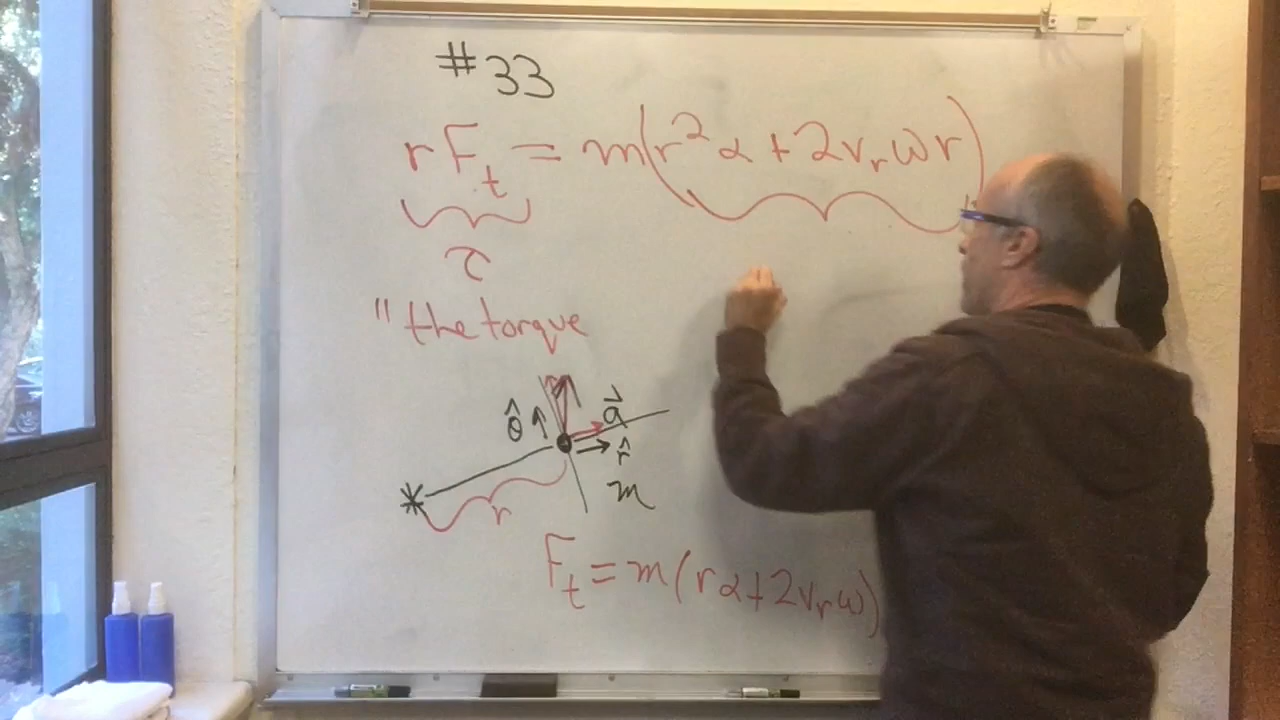 #33
rF_t = m(r²α + 2v_rωr)
τ
"the torque
θ̂ a⃗
r̂
r m
F_t = m(rα + 2v_rω)